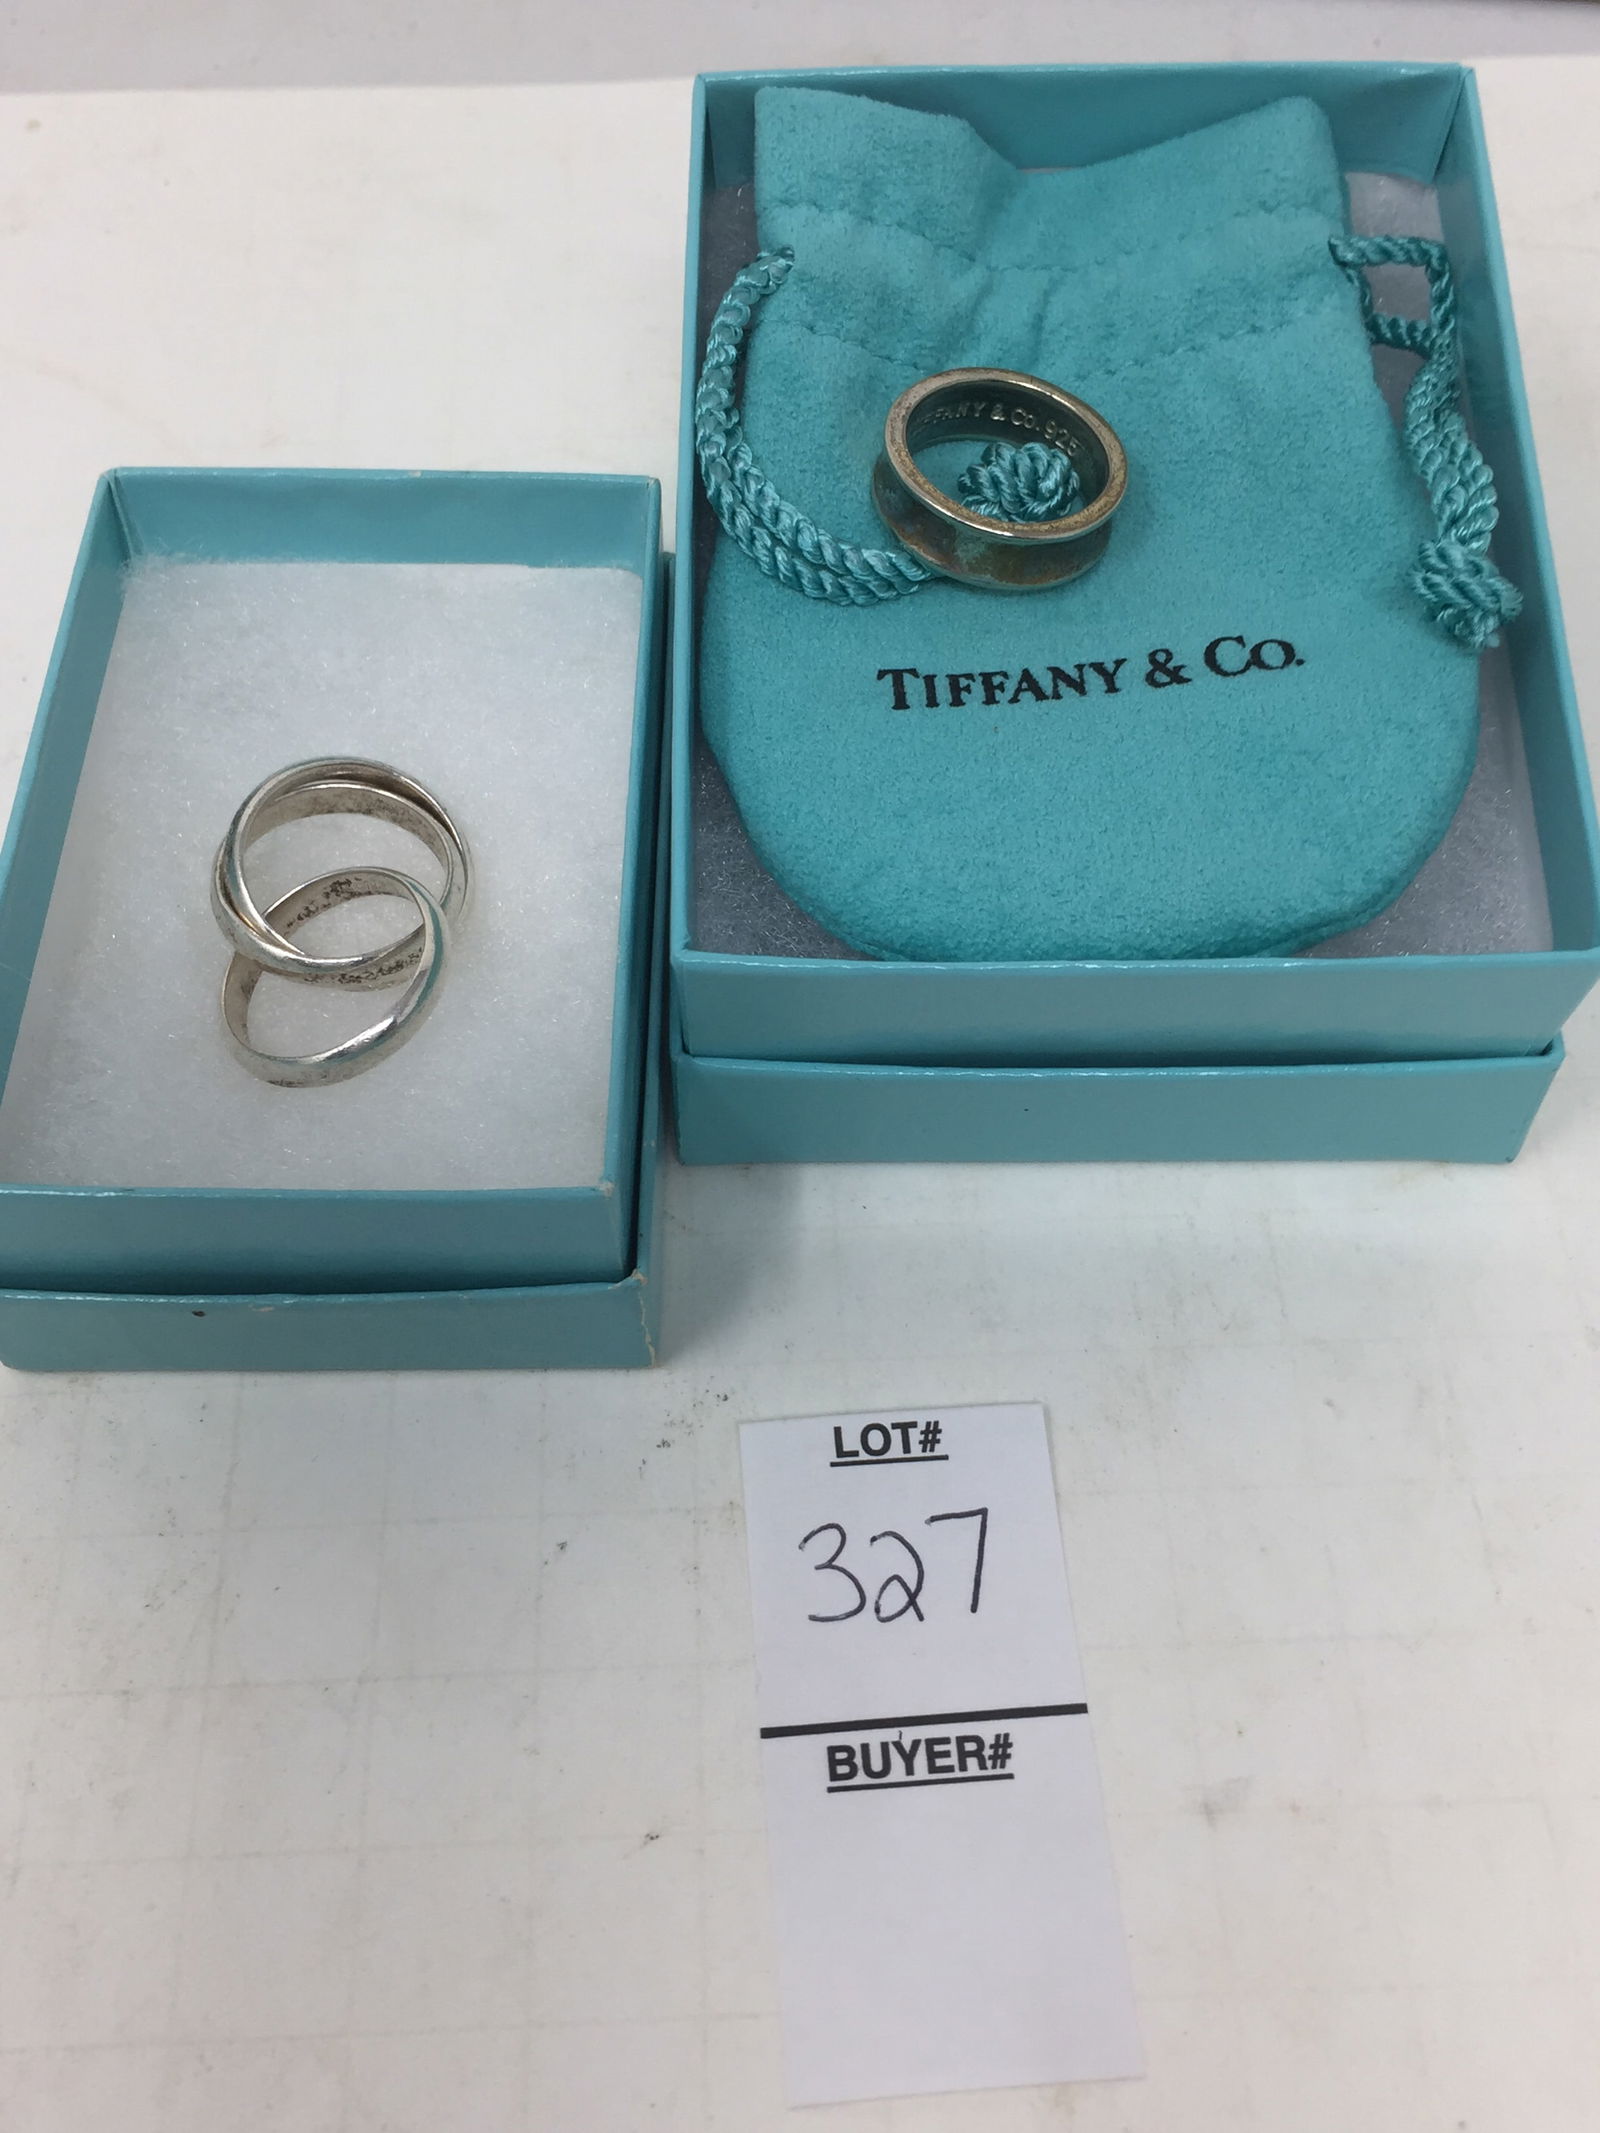 TIFFANY & CO. 925
TIFFANY & CO.
LOT#
327
BUYER#